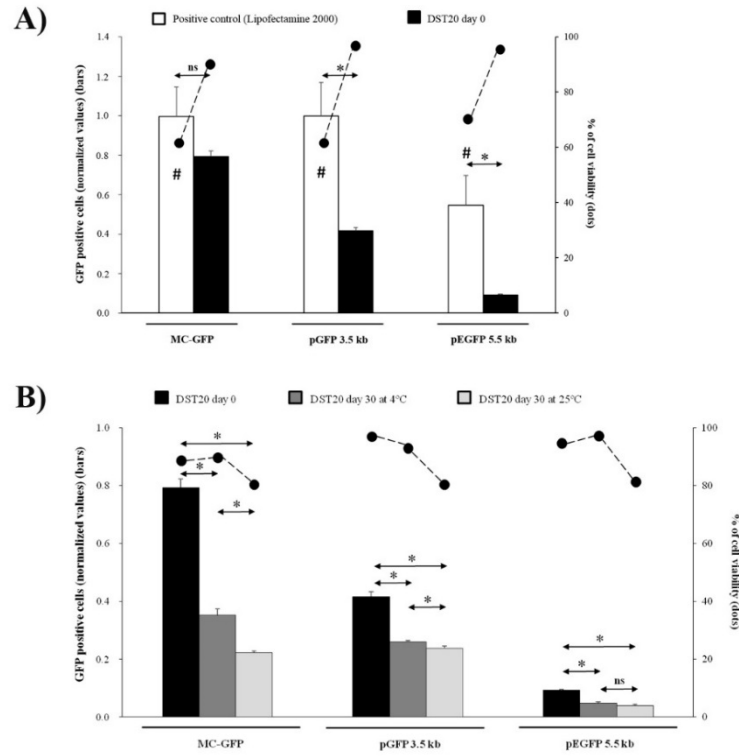 A)
Positive control (Lipofectamine 2000)
DST20 day 0
GFP positive cells (normalized values) (bars)
1.4
1.2
1.0
0.8
0.6
0.4
0.2
0.0
ns
*
*
#
#
#
100
80
60
40
20
0
% of cell viability (dots)
MC-GFP
pGFP 3.5 kb
pEGFP 5.5 kb
B)
DST20 day 0
DST20 day 30 at 4°C
DST20 day 30 at 25°C
GFP positive cells (normalized values) (bars)
1.0
0.8
0.6
0.4
0.2
0.0
*
*
*
*
*
*
*
*
ns
100
80
60
40
20
0
% of cell viability (dots)
MC-GFP
pGFP 3.5 kb
pEGFP 5.5 kb